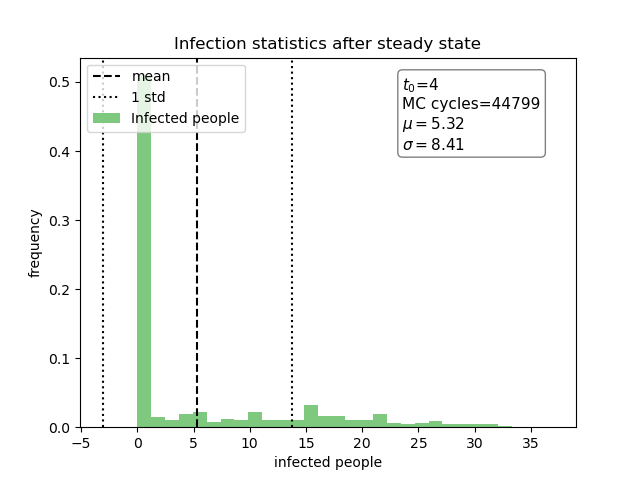 Infection statistics after steady state
mean
1 std
Infected people
t₀=4
MC cycles=44799
μ = 5.32
σ = 8.41
frequency
0.5
0.4
0.3
0.2
0.1
0.0
−5 0 5 10 15 20 25 30 35
infected people